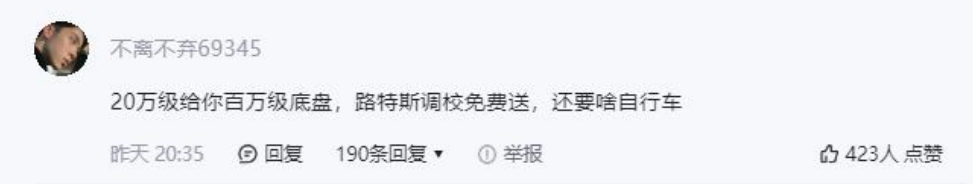 不离不弃69345
20万级给你百万级底盘，路特斯调校免费送，还要啥自行车
昨天 20:35 回复 190条回复▼ 举报 423人点赞